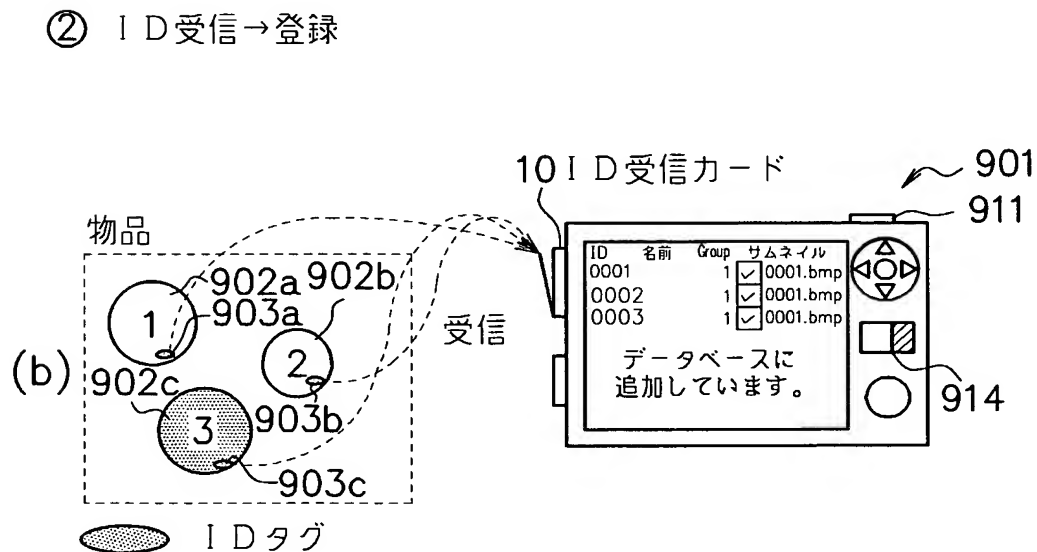 ② ID受信→登録
10 ID受信カード
901
911
物品
902a 902b
903a
1
2
受信
(b)
902c
903b
3
903c
IDタグ
ID 名前 Group サムネイル
0001 1 ✓ 0001.bmp
0002 1 ✓ 0001.bmp
0003 1 ✓ 0001.bmp
データベースに
追加しています。
914